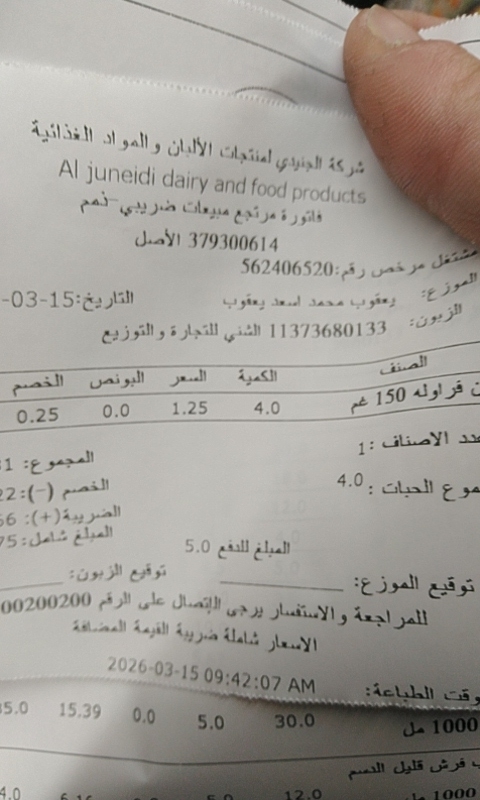 شركة الجنيدي لمنتجات الألبان والمواد الغذائية
Al juneidi dairy and food products
فاتورة مرتجع مبيعات ضريبي-نمم
379300614 الأصل
مشتغل مرخص رقم:562406520
الموزع: يعقوب محمد اسعد يعقوب التاريخ:03-15-
الزبون: 11373680133 الشني للتجارة والتوزيع
الصنف الكمية السعر البونص الخصم
فراوله 150 غم 4.0 1.25 0.0 0.25
عدد الاصناف :1 المجموع:
مجموع الحبات :4.0 الخصم (-):
الضريبة(+):
المبلغ شامل:
المبلغ للدفع 5.0
توقيع الموزع: توقيع الزبون:
للمراجعة والاستفسار يرجى الإتصال على الرقم 00200200
الاسعار شاملة ضريبة القيمة المضافة
وقت الطباعة: 2026-03-15 09:42:07 AM
1000 مل 30.0 5.0 0.0 15.39 35.0
فرش قليل الدسم
1000 مل 12.0